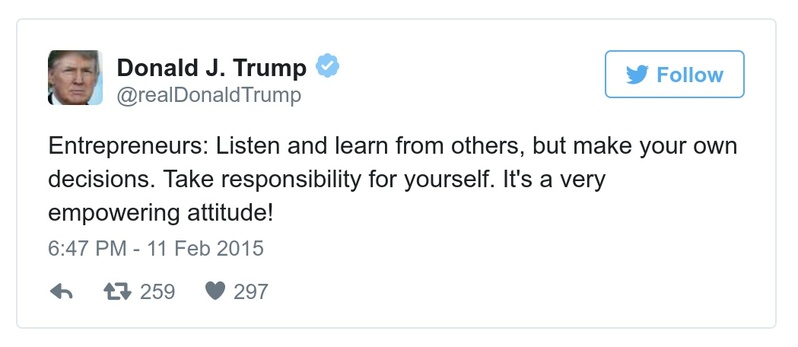 Donald J. Trump
@realDonaldTrump
Follow
Entrepreneurs: Listen and learn from others, but make your own
decisions. Take responsibility for yourself. It's a very
empowering attitude!
6:47 PM - 11 Feb 2015
259 297